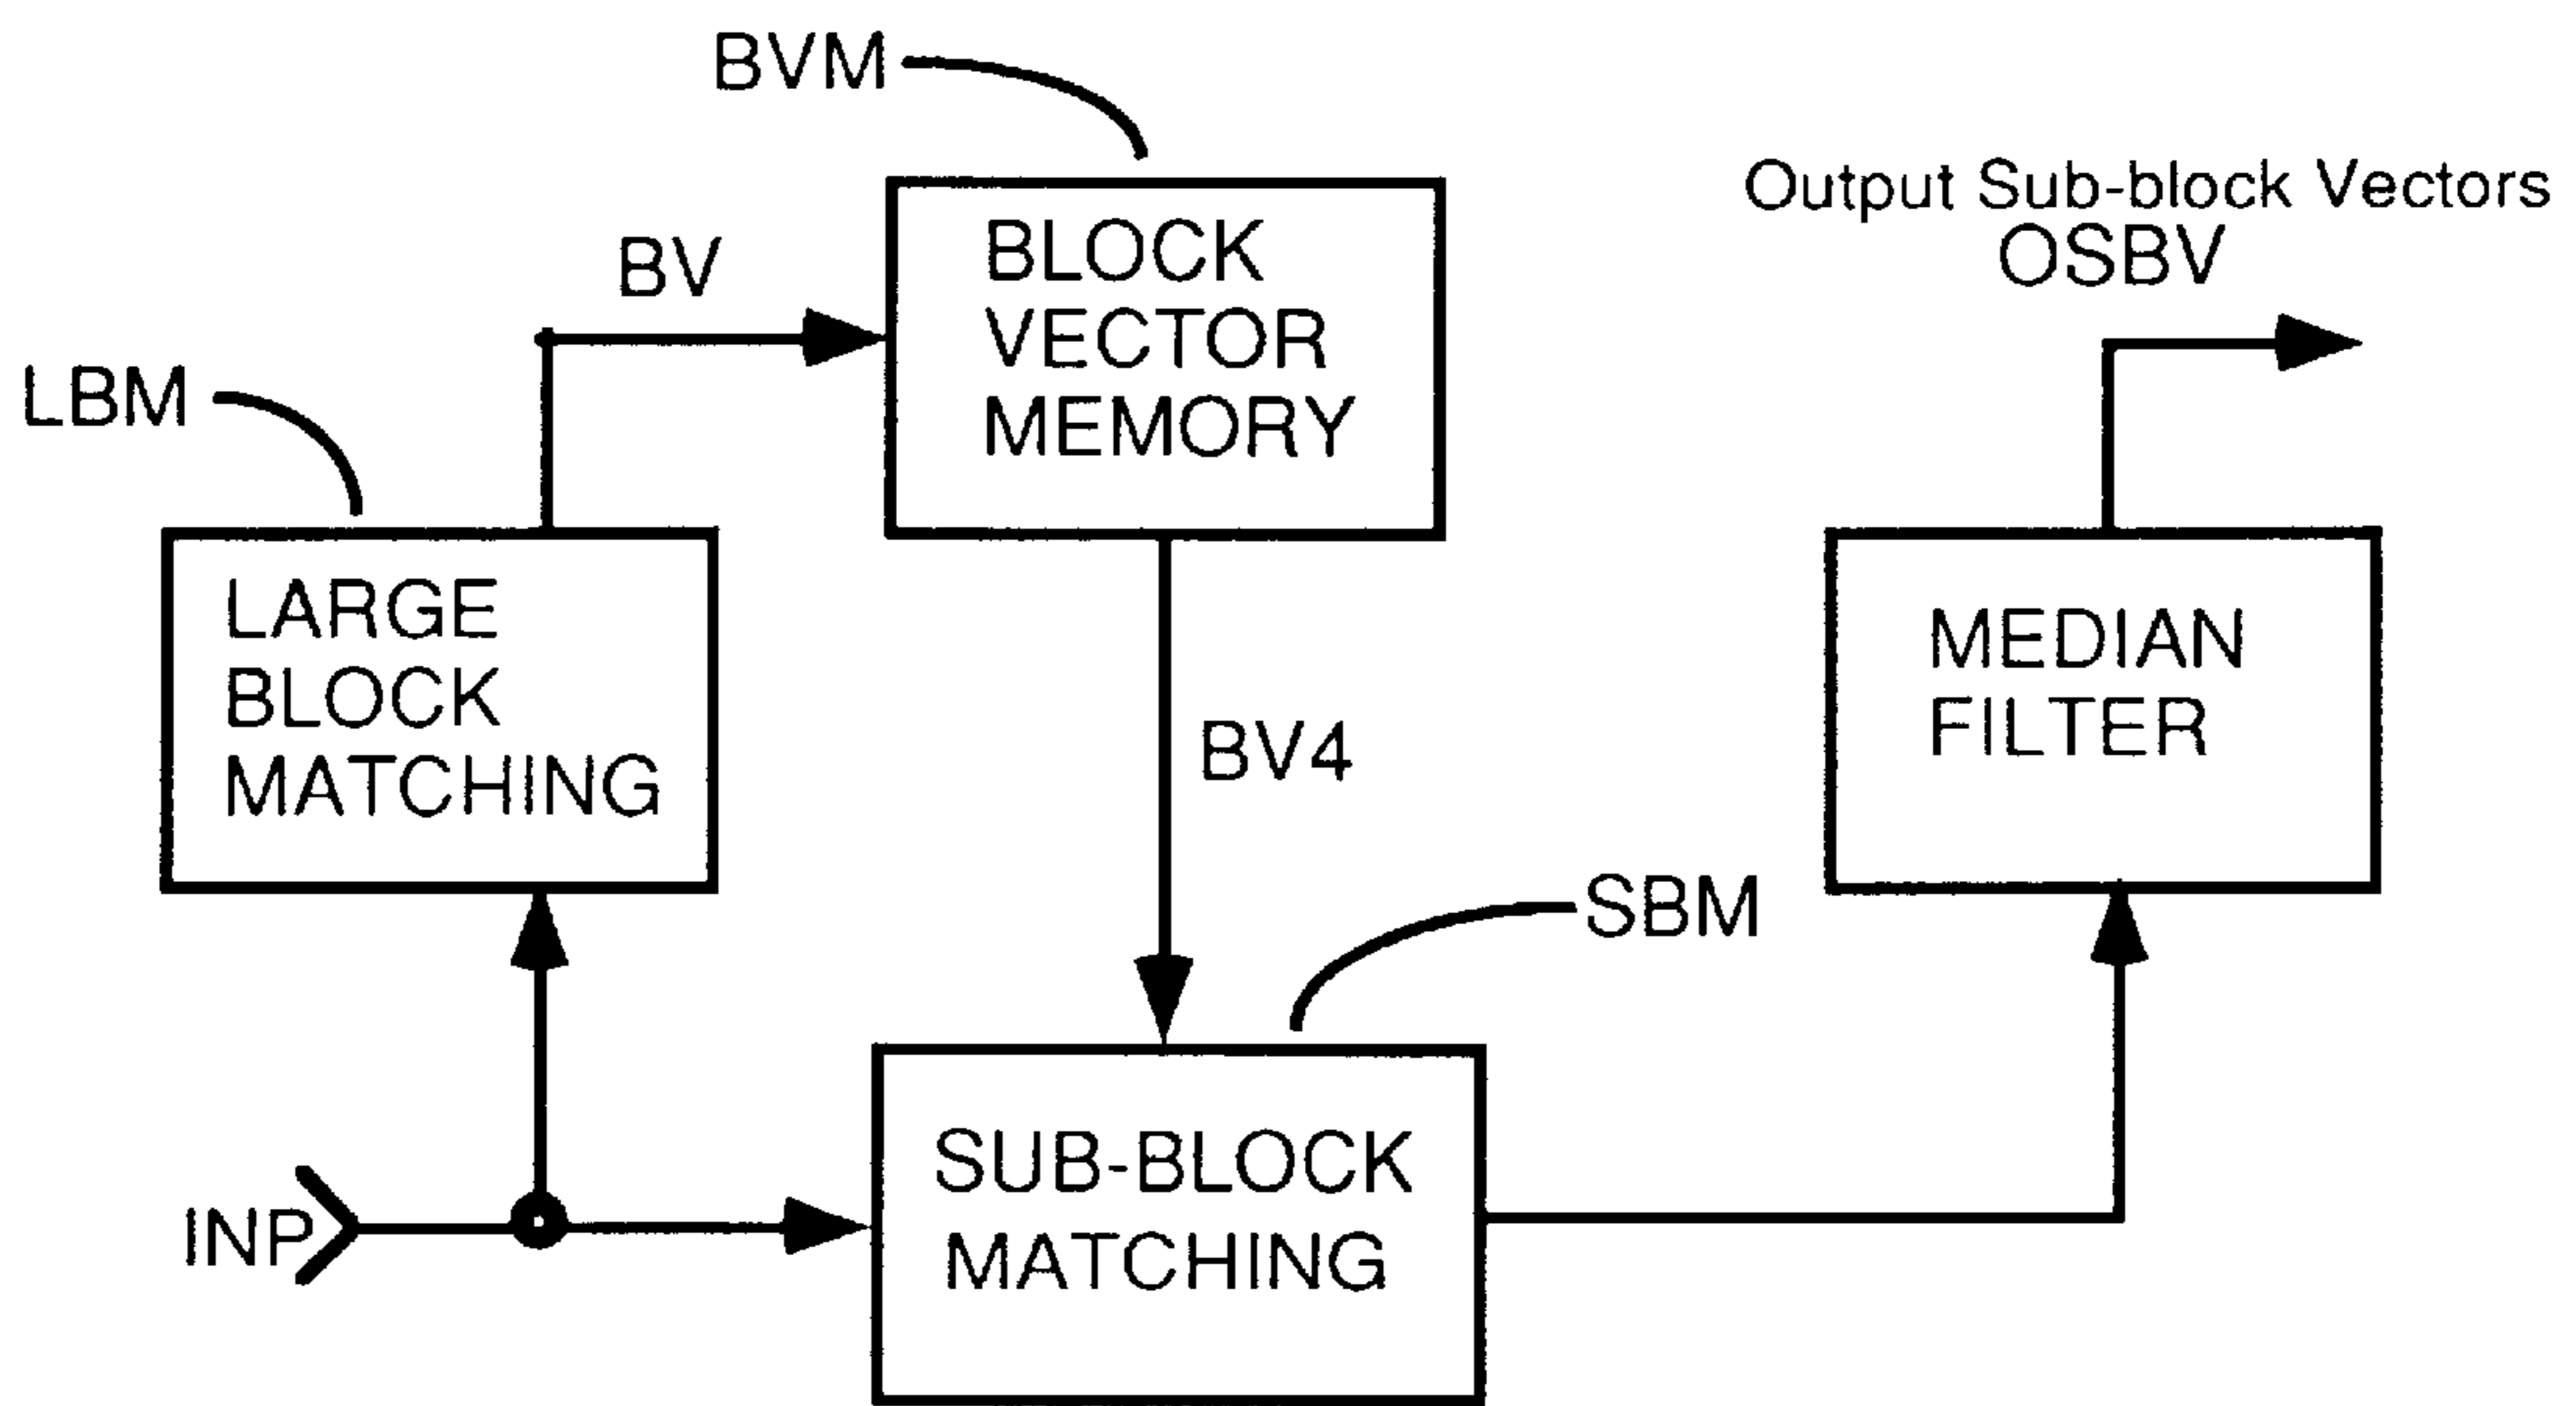 BVM
Output Sub-block Vectors
OSBV
BLOCK
VECTOR
MEMORY
BV
LBM
LARGE
BLOCK
MATCHING
MEDIAN
FILTER
BV4
SBM
SUB-BLOCK
MATCHING
INP